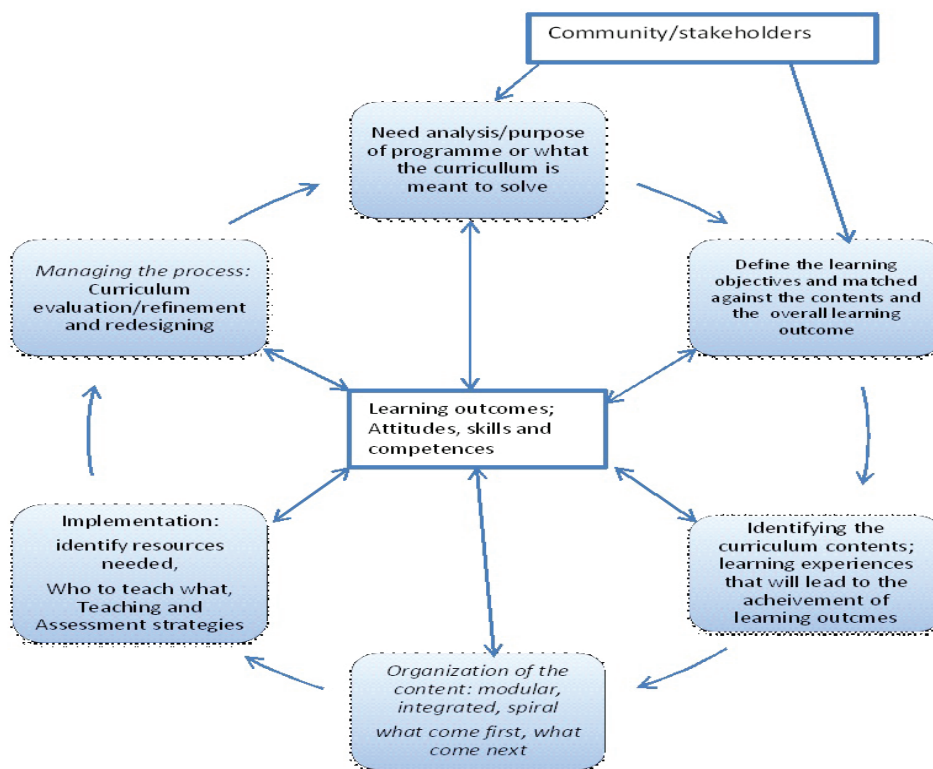 Community/stakeholders
Need analysis/purpose
of programme or whtat
the curricullum is
meant to solve
Managing the process:
Curriculum
evaluation/refinement
and redesigning
Define the learning
objectives and matched
against the contents and
the overall learning
outcome
Learning outcomes;
Attitudes, skills and
competences
Implementation:
identify resources
needed,
Who to teach what,
Teaching and
Assessment strategies
Identifying the
curriculum contents;
learning experiences
that will lead to the
acheivement of
learning outcmes
Organization of the
content: modular,
integrated, spiral
what come first, what
come next